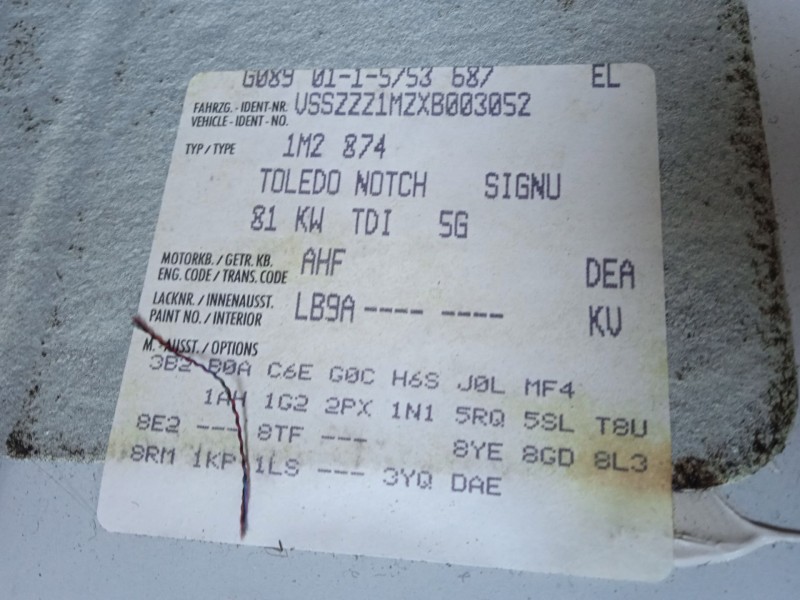 G089 01-1-5/53 687 EL
FAHRZG. - IDENT-NR. VSSZZZ1MZXB003052
VEHICLE - IDENT - NO.
TYP / TYPE 1M2 874
TOLEDO NOTCH SIGNU
81 KW TDI 5G
MOTORKB. / GETR. KB. AHF DEA
ENG. CODE / TRANS. CODE
LACKNR. / INNENAUSST. LB9A ---- ---- KV
PAINT NO. / INTERIOR
M. - AUSST. / OPTIONS
3B2 B0A C6E G0C H6S J0L MF4
1AH 1G2 2PX 1N1 5RQ 5SL T8U
8E2 --- 8TF --- 8YE 8GD 8L3
8RM 1KP 1LS --- 3YQ DAE